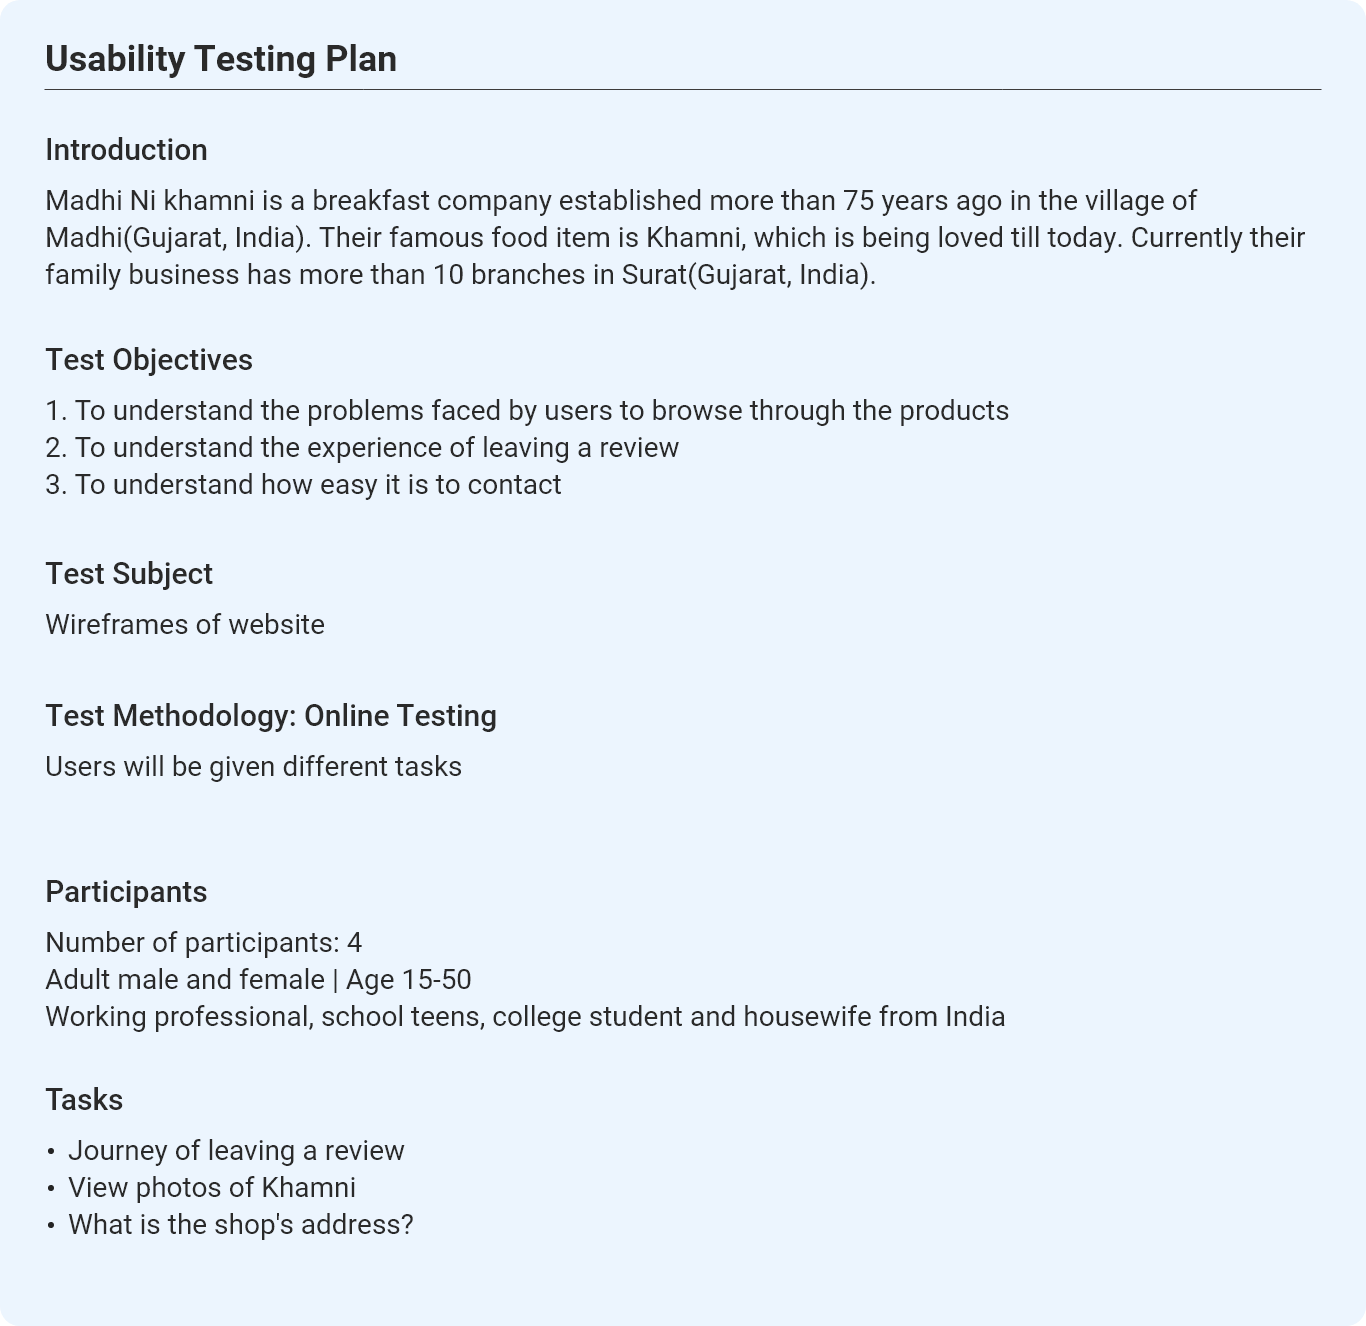 Usability Testing Plan
Introduction
Madhi Ni khamni is a breakfast company established more than 75 years ago in the village of
Madhi(Gujarat, India). Their famous food item is Khamni, which is being loved till today. Currently their
family business has more than 10 branches in Surat(Gujarat, India).
Test Objectives
1. To understand the problems faced by users to browse through the products
2. To understand the experience of leaving a review
3. To understand how easy it is to contact
Test Subject
Wireframes of website
Test Methodology: Online Testing
Users will be given different tasks
Participants
Number of participants: 4
Adult male and female | Age 15-50
Working professional, school teens, college student and housewife from India
Tasks
• Journey of leaving a review
• View photos of Khamni
• What is the shop's address?